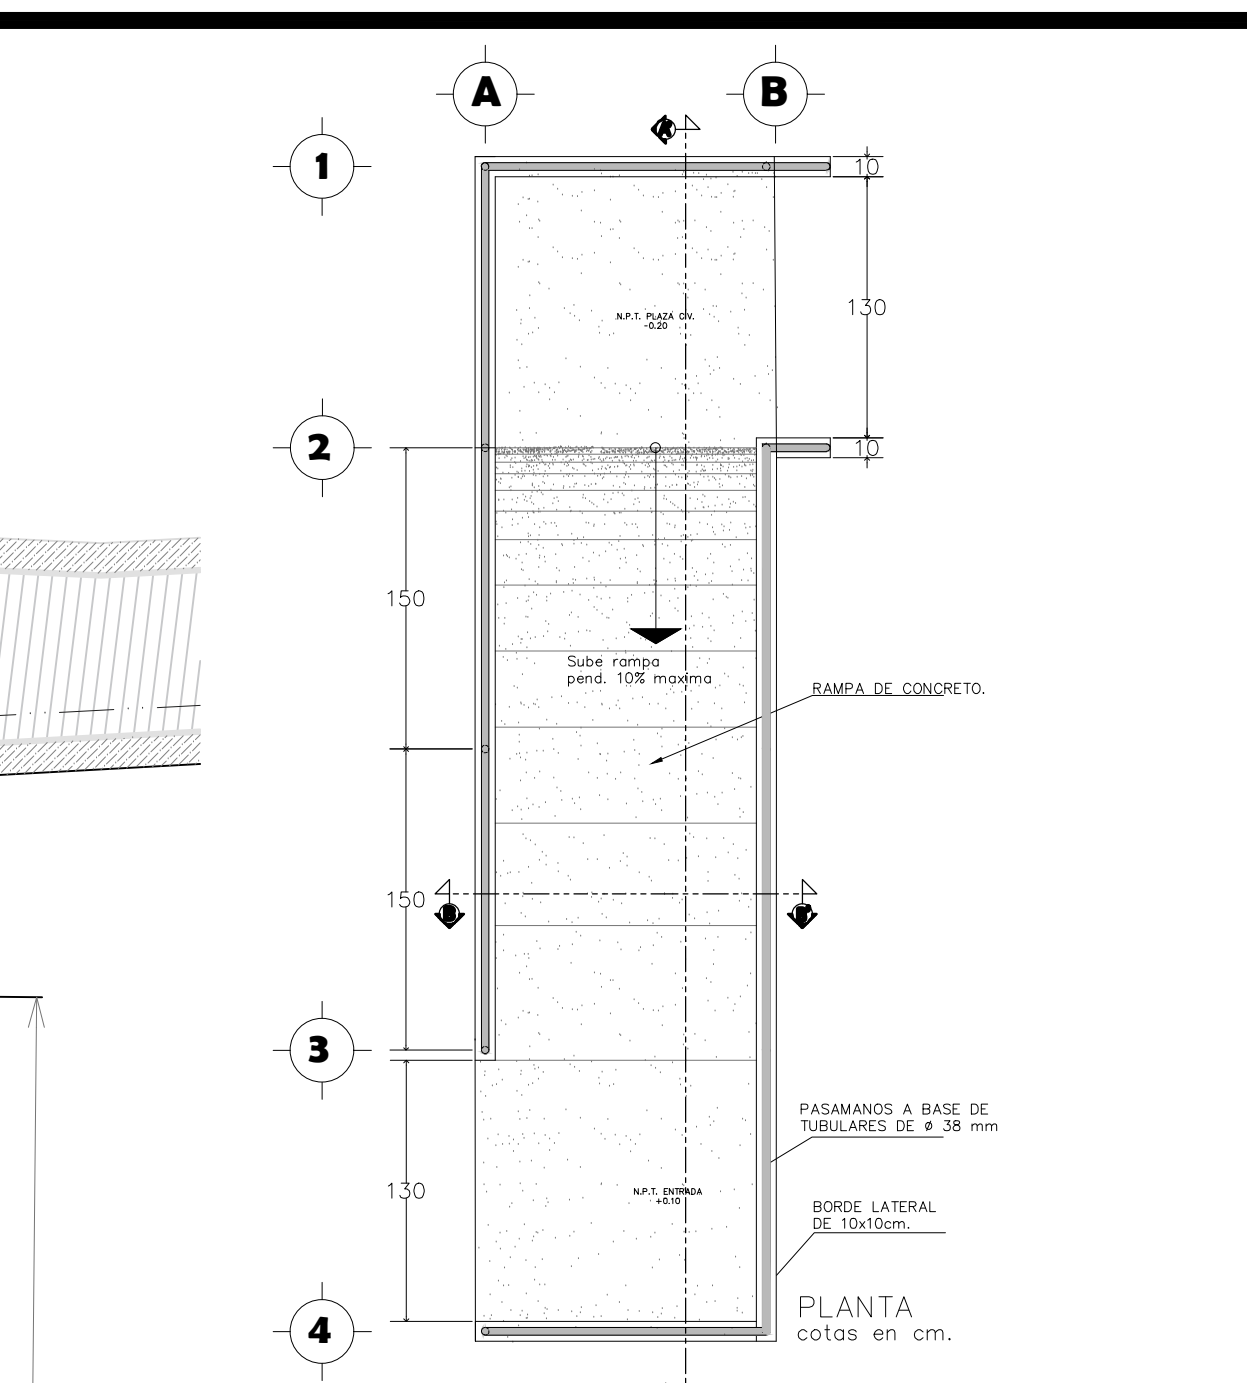 A
B
A
1
10
130
N.P.T. PLAZA CIV.
-0.20
2
10
150
Sube rampa
pend. 10% maxima
RAMPA DE CONCRETO.
150
B
B'
3
PASAMANOS A BASE DE
TUBULARES DE ø 38 mm
130
N.P.T. ENTRADA
+0.10
BORDE LATERAL
DE 10x10cm.
PLANTA
cotas en cm.
4